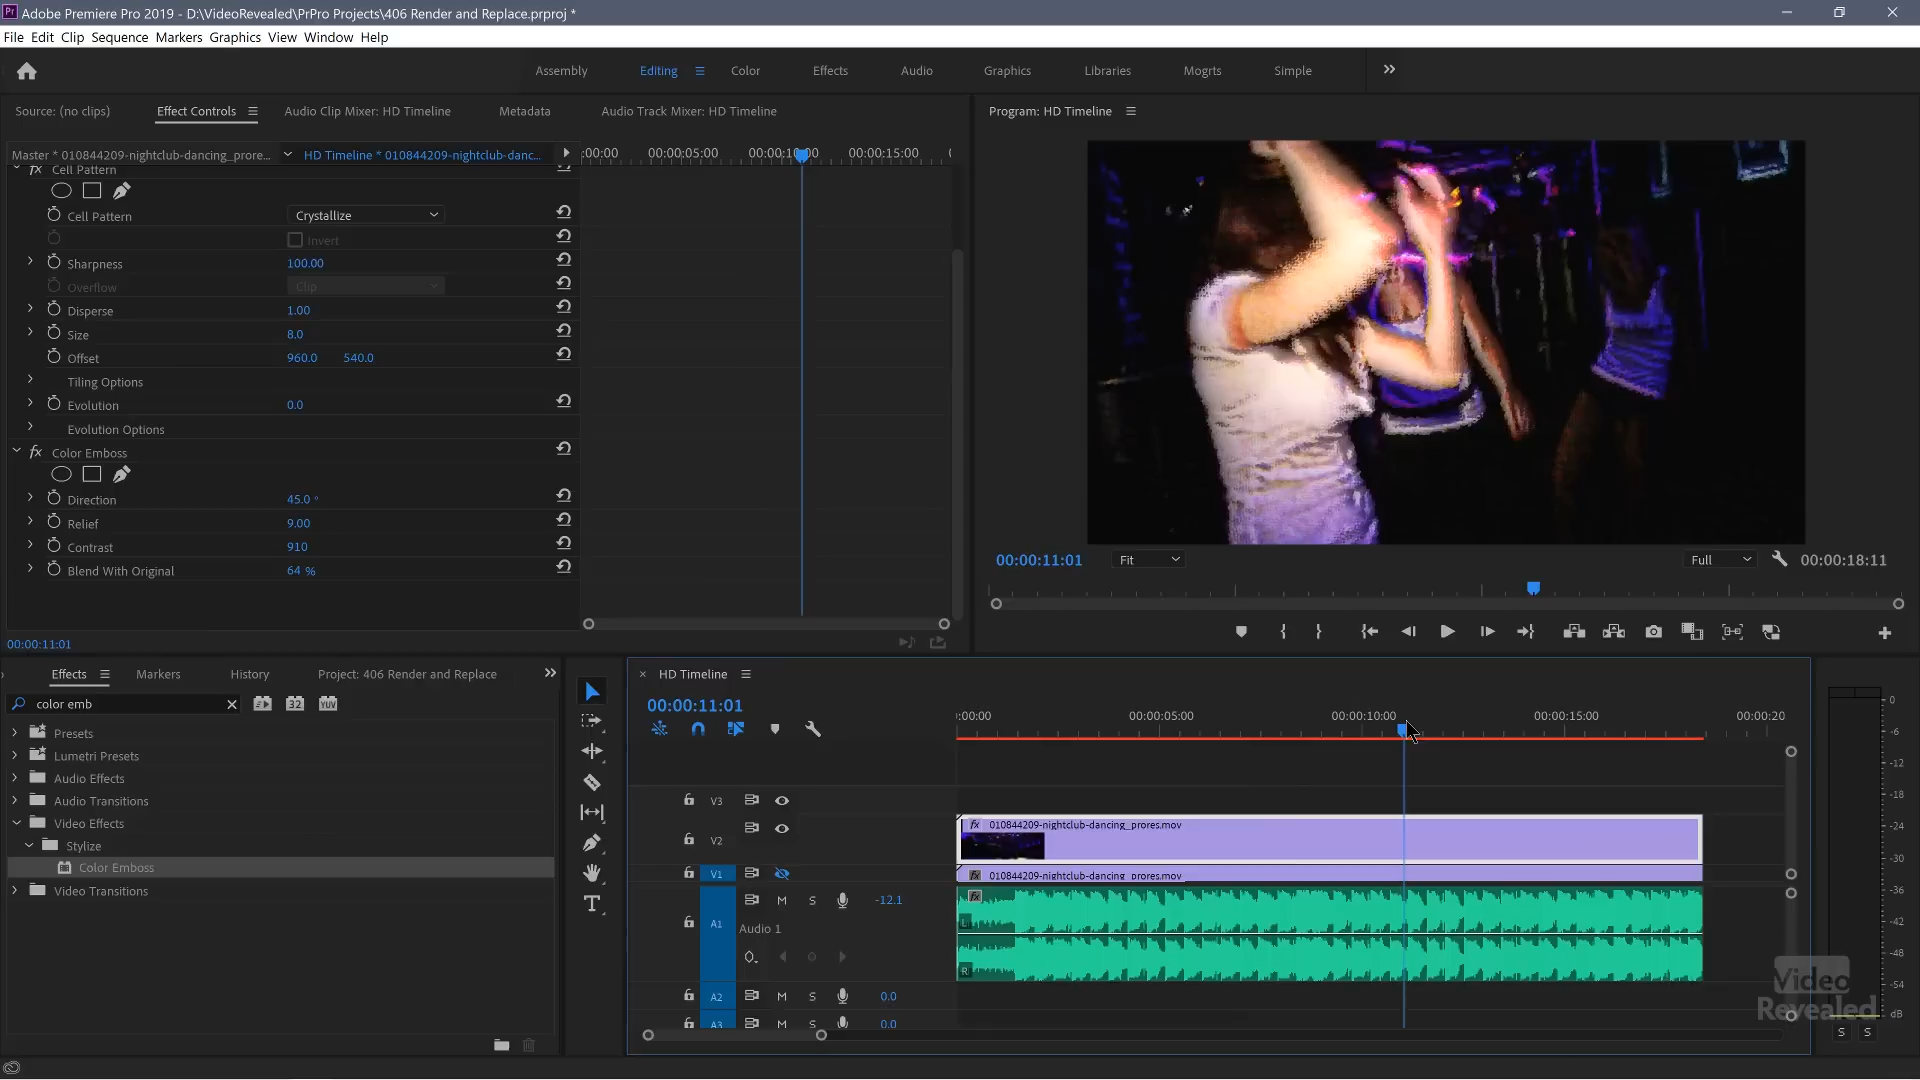 Pr Adobe Premiere Pro 2019 - D:\VideoRevealed\PrPro Projects\406 Render and Replace.prproj *
File Edit Clip Sequence Markers Graphics View Window Help
Assembly Editing Color Effects Audio Graphics Libraries Mogrts Simple
Source: (no clips) Effect Controls Audio Clip Mixer: HD Timeline Metadata Audio Track Mixer: HD Timeline
Program: HD Timeline
Master * 010844209-nightclub-dancing_prore... HD Timeline * 010844209-nightclub-danc...
:00:00 00:00:05:00 00:00:10:00 00:00:15:00
fx Cell Pattern
Cell Pattern Crystallize
Invert
Sharpness 100.00
Overflow Clip
Disperse 1.00
Size 8.0
Offset 960.0 540.0
Tiling Options
Evolution 0.0
Evolution Options
fx Color Emboss
Direction 45.0 °
Relief 9.00
Contrast 910
Blend With Original 64 %
00:00:11:01
00:00:11:01 Fit Full 00:00:18:11
Effects Markers History Project: 406 Render and Replace
color emb
32 YUV
Presets
Lumetri Presets
Audio Effects
Audio Transitions
Video Effects
Stylize
Color Emboss
Video Transitions
HD Timeline
00:00:11:01
:00:00 00:00:05:00 00:00:10:00 00:00:15:00 00:00:20
V3
V2 fx 010844209-nightclub-dancing_prores.mov
V1 fx 010844209-nightclub-dancing_prores.mov
A1 M S -12.1 fx
Audio 1
L
R
A2 M S 0.0
A3 M S 0.0
0
-6
-12
-18
-24
-30
-36
-42
-48
-54
dB
S S
Video
Revealed